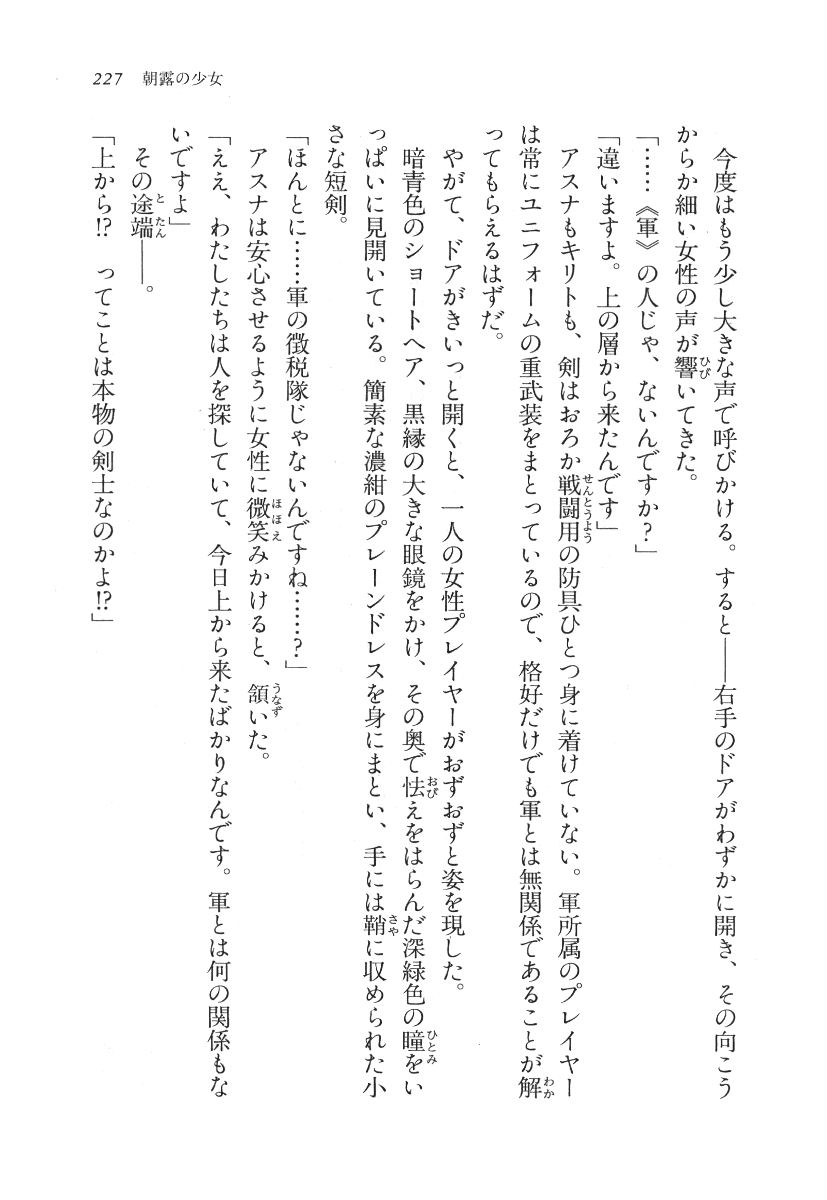 227 朝露の少女
今度はもう少し大きな声で呼びかける。すると――右手のドアがわずかに開き、その向こう
からか細い女性の声が響いてきた。
「……《軍》の人じゃ、ないんですか?」
「違いますよ。上の層から来たんです」
アスナもキリトも、剣はおろか戦闘用の防具ひとつ身に着けていない。軍所属のプレイヤー
は常にユニフォームの重武装をまとっているので、格好だけでも軍とは無関係であることが解
ってもらえるはずだ。
やがて、ドアがきいっと開くと、一人の女性プレイヤーがおずおずと姿を現した。
暗青色のショートヘア、黒縁の大きな眼鏡をかけ、その奥で怯えをはらんだ深緑色の瞳をい
っぱいに見開いている。簡素な濃紺のプレーンドレスを身にまとい、手には鞘に収められた小
さな短剣。
「ほんとに……軍の徴税隊じゃないんですね……?」
アスナは安心させるように女性に微笑みかけると、頷いた。
「ええ、わたしたちは人を探していて、今日上から来たばかりなんです。軍とは何の関係もな
いですよ」
その途端――。
「上から!? ってことは本物の剣士なのかよ!?」